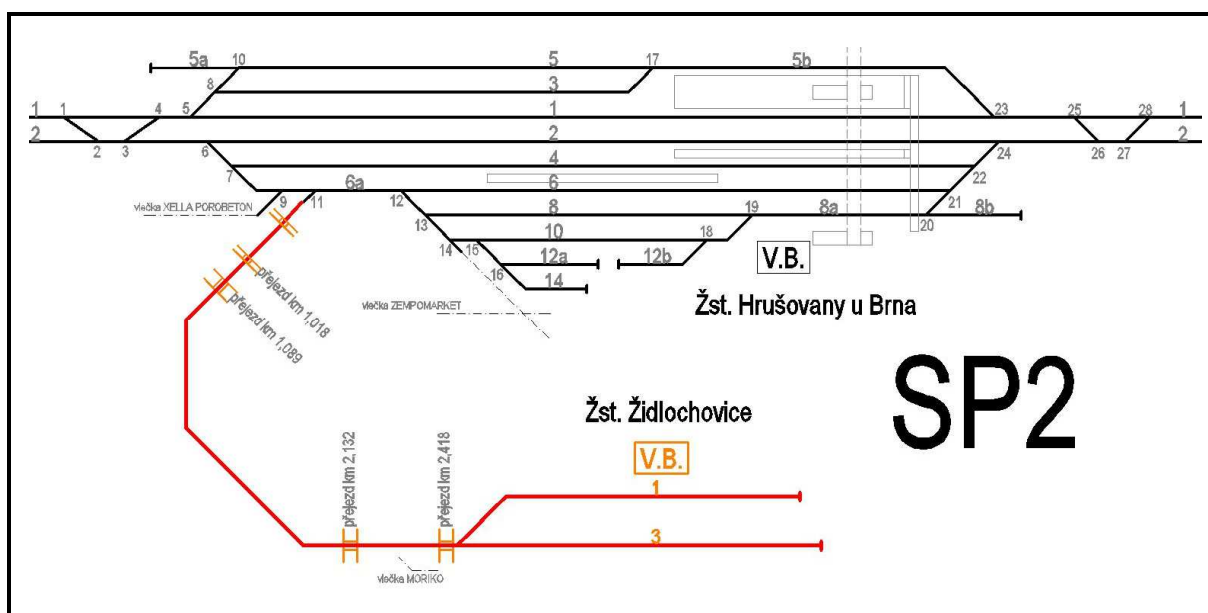 5a 10 5 17 5b
8 3
1 1 4 5 1 23 25 28 1
2 2 3 6 2 24 26 27 2
7 4 22
6a 6
vlečka XELLA POROBETON 9 11 12 8 19 8a 21 20 8b
13
14 15 10 18
16 12a 12b V.B.
14
vlečka ZEMPOMARKET
Žst. Hrušovany u Brna
přejezd km 1,018
přejezd km 1,089
SP2
Žst. Židlochovice
V.B.
1
přejezd km 2,132
přejezd km 2,418
3
vlečka MORIKO